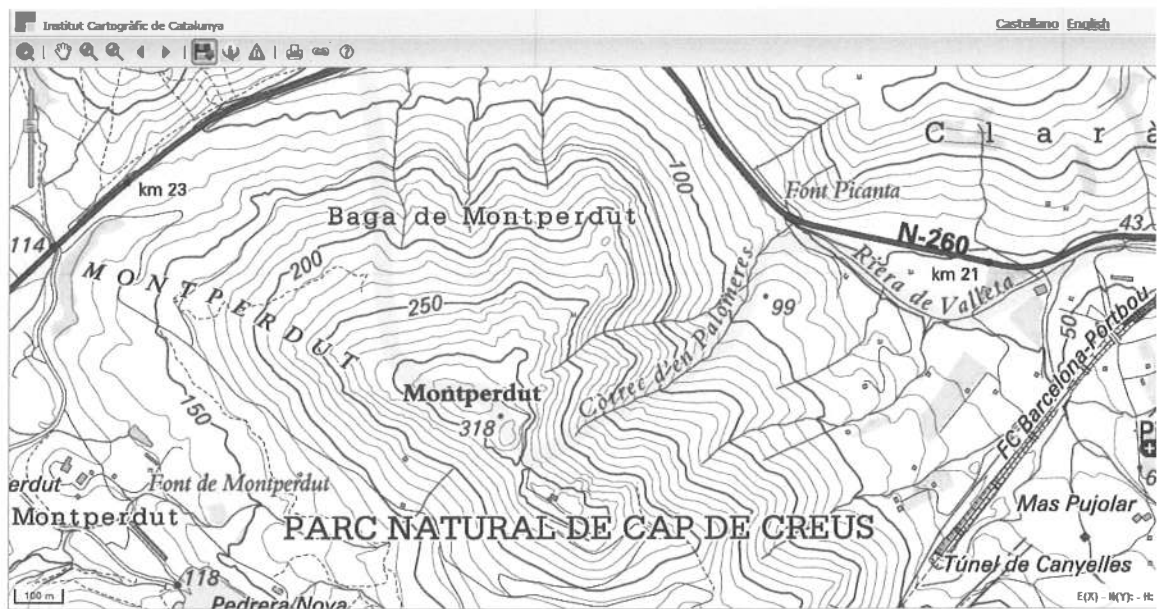 Institut Cartogràfic de Catalunya
Castellano English
C l a r à
km 23
100
Font Picanta
Baga de Montperdut
114
200
N-260
43
MONTPERDUT
Riera de Valleta
km 21
250
99
Còrrec d'en Palomeres
50
FC Barcelona-Portbou
Montperdut
318
150
P
erdut
Font de Montperdut
6
Mas Pujolar
Montperdut
PARC NATURAL DE CAP DE CREUS
Túnel de Canyelles
118
100 m
Pedrera Nova
E(X) - N(Y): - H: